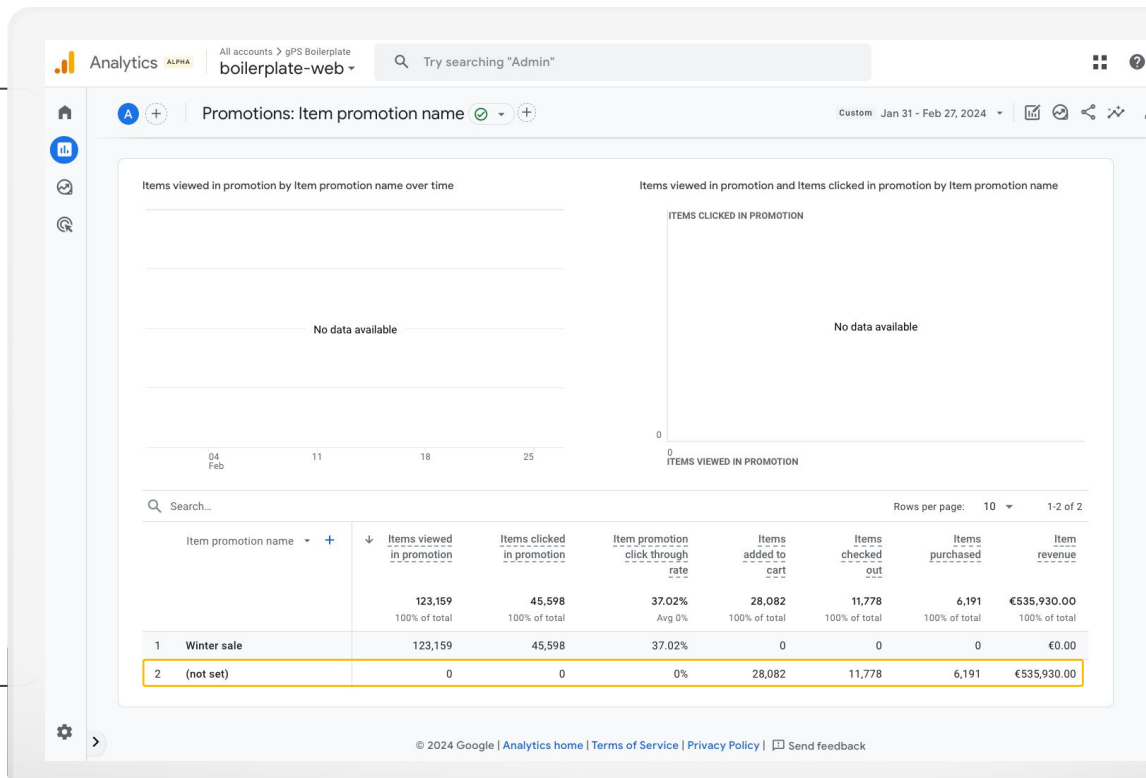 All accounts > gPS Boilerplate
Analytics ALPHA boilerplate-web
Try searching "Admin"
A
Promotions: Item promotion name
Custom Jan 31 - Feb 27, 2024
Items viewed in promotion by Item promotion name over time
No data available
04 11 18 25
Feb
Items viewed in promotion and Items clicked in promotion by Item promotion name
ITEMS CLICKED IN PROMOTION
No data available
0
0
ITEMS VIEWED IN PROMOTION
Search...
Rows per page: 10 1-2 of 2
Item promotion name + ↓ Items viewed Items clicked Item promotion Items Items Items Item
in promotion in promotion click through added to checked purchased revenue
rate cart out
123,159 45,598 37.02% 28,082 11,778 6,191 €535,930.00
100% of total 100% of total Avg 0% 100% of total 100% of total 100% of total 100% of total
1 Winter sale 123,159 45,598 37.02% 0 0 0 €0.00
2 (not set) 0 0 0% 28,082 11,778 6,191 €535,930.00
© 2024 Google | Analytics home | Terms of Service | Privacy Policy | Send feedback